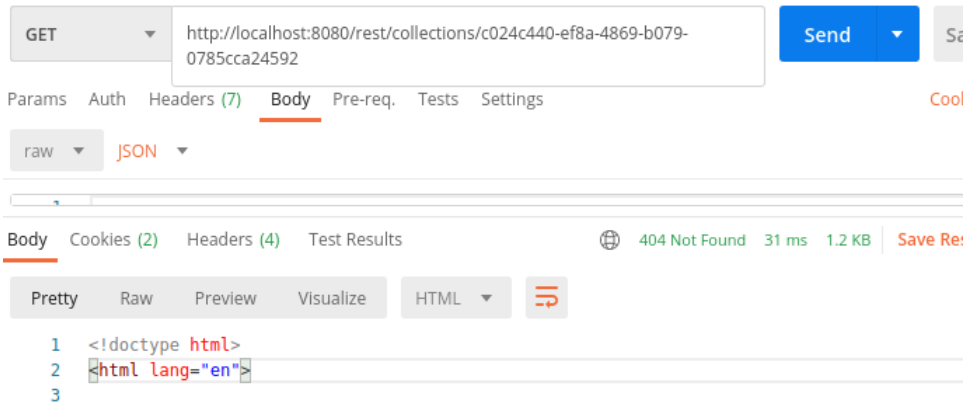 GET http://localhost:8080/rest/collections/c024c440-ef8a-4869-b079-
0785cca24592 Send
Params Auth Headers (7) Body Pre-req. Tests Settings
raw JSON
Body Cookies (2) Headers (4) Test Results 404 Not Found 31 ms 1.2 KB
Pretty Raw Preview Visualize HTML
1 <!doctype html>
2 <html lang="en">
3